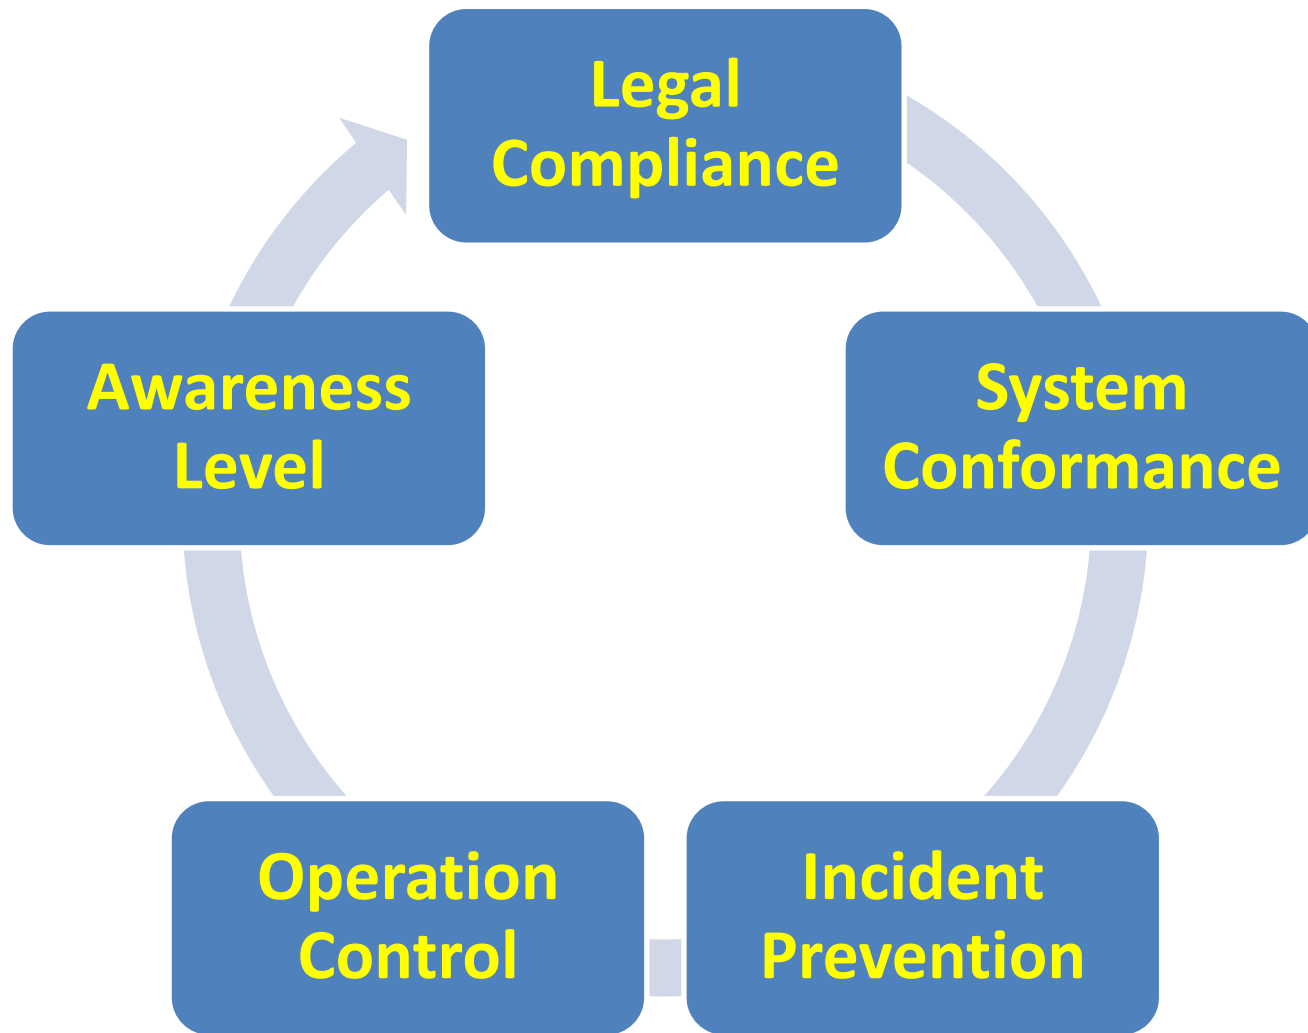 Legal
Compliance
System
Conformance
Incident
Prevention
Operation
Control
Awareness
Level